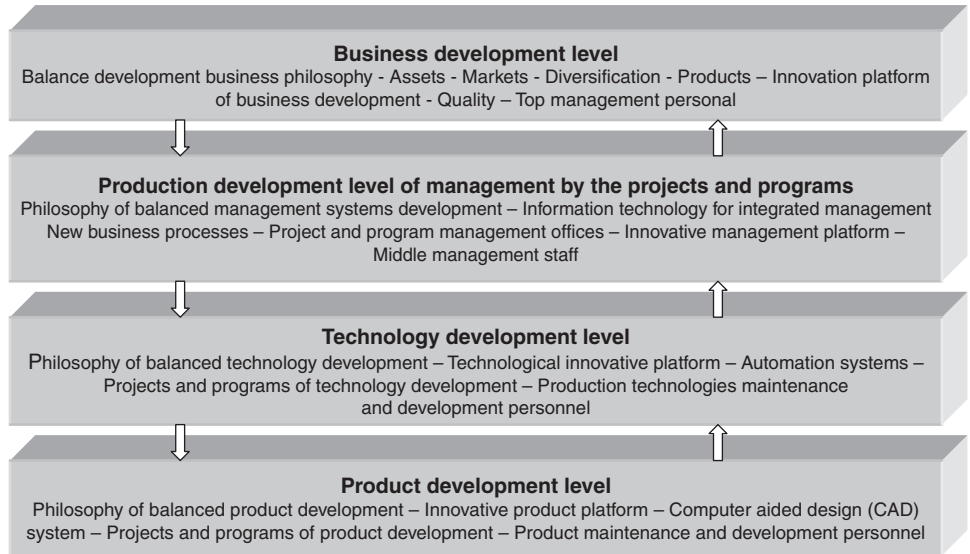 Business development level
Balance development business philosophy - Assets - Markets - Diversification - Products – Innovation platform
of business development - Quality – Top management personal
Production development level of management by the projects and programs
Philosophy of balanced management systems development – Information technology for integrated management
New business processes – Project and program management offices – Innovative management platform –
Middle management staff
Technology development level
Philosophy of balanced technology development – Technological innovative platform – Automation systems –
Projects and programs of technology development – Production technologies maintenance
and development personnel
Product development level
Philosophy of balanced product development – Innovative product platform – Computer aided design (CAD)
system – Projects and programs of product development – Product maintenance and development personnel